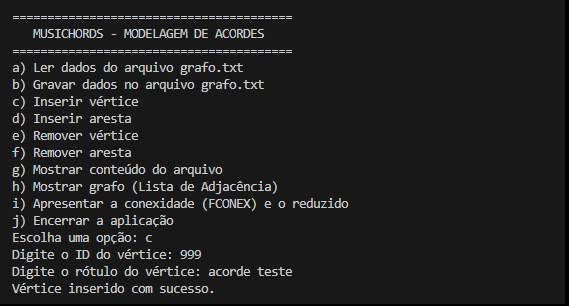 ========================================
MUSICHORDS - MODELAGEM DE ACORDES
========================================
a) Ler dados do arquivo grafo.txt
b) Gravar dados no arquivo grafo.txt
c) Inserir vértice
d) Inserir aresta
e) Remover vértice
f) Remover aresta
g) Mostrar conteúdo do arquivo
h) Mostrar grafo (Lista de Adjacência)
i) Apresentar a conexidade (FCONEX) e o reduzido
j) Encerrar a aplicação
Escolha uma opção: c
Digite o ID do vértice: 999
Digite o rótulo do vértice: acorde teste
Vértice inserido com sucesso.